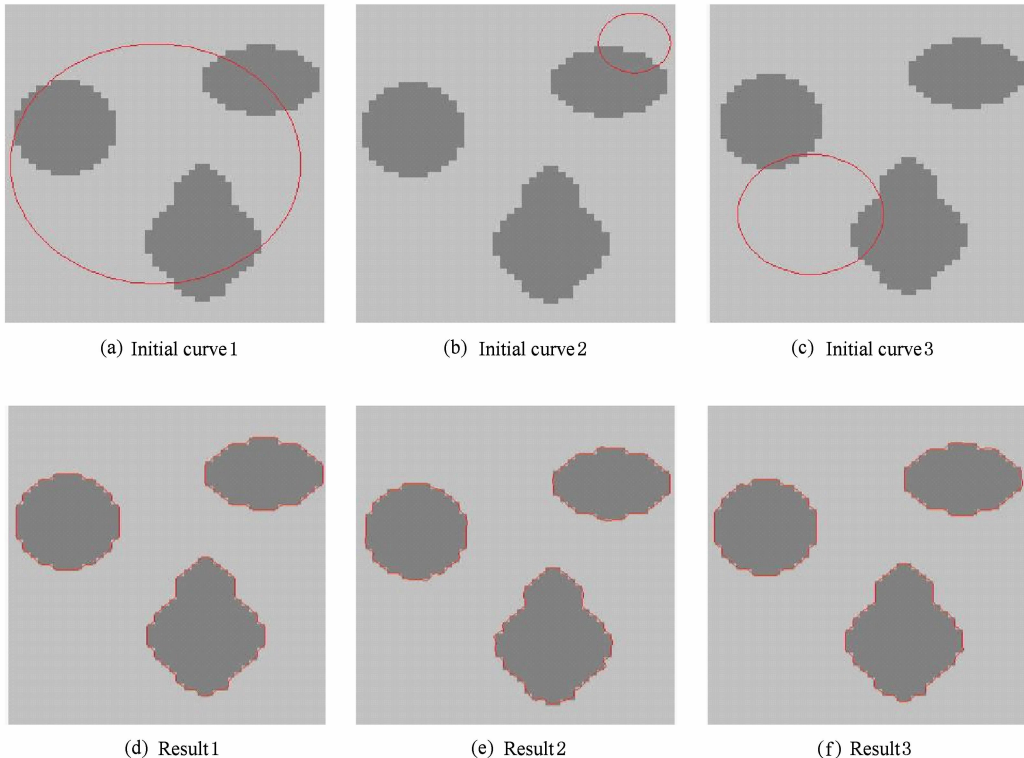 (a) Initial curve 1
(b) Initial curve 2
(c) Initial curve 3
(d) Result 1
(e) Result 2
(f) Result 3